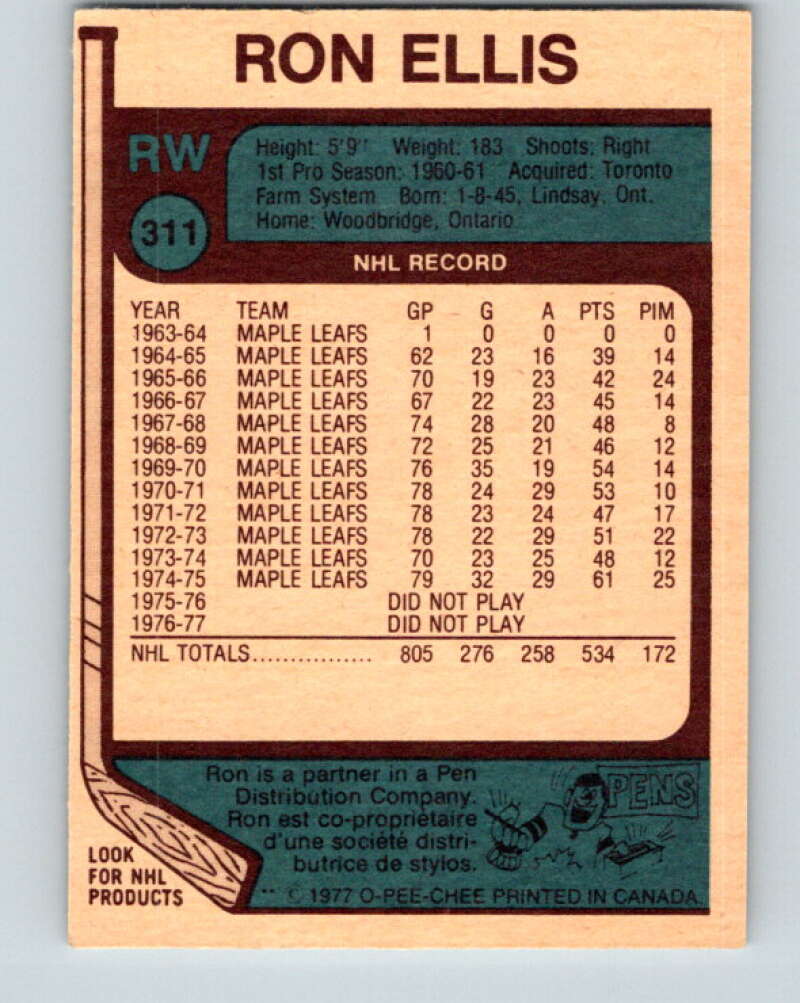 RON ELLIS
RW
311
Height: 5'9" Weight: 183 Shoots: Right
1st Pro Season: 1960-61 Acquired: Toronto
Farm System Born: 1-8-45, Lindsay, Ont.
Home: Woodbridge, Ontario
NHL RECORD
YEAR TEAM GP G A PTS PIM
1963-64 MAPLE LEAFS 1 0 0 0 0
1964-65 MAPLE LEAFS 62 23 16 39 14
1965-66 MAPLE LEAFS 70 19 23 42 24
1966-67 MAPLE LEAFS 67 22 23 45 14
1967-68 MAPLE LEAFS 74 28 20 48 8
1968-69 MAPLE LEAFS 72 25 21 46 12
1969-70 MAPLE LEAFS 76 35 19 54 14
1970-71 MAPLE LEAFS 78 24 29 53 10
1971-72 MAPLE LEAFS 78 23 24 47 17
1972-73 MAPLE LEAFS 78 22 29 51 22
1973-74 MAPLE LEAFS 70 23 25 48 12
1974-75 MAPLE LEAFS 79 32 29 61 25
1975-76 DID NOT PLAY
1976-77 DID NOT PLAY
NHL TOTALS................ 805 276 258 534 172
Ron is a partner in a Pen
Distribution Company.
Ron est co-propriètaire
d'une société distri-
butrice de stylos.
PENS
LOOK
FOR NHL
PRODUCTS
** © 1977 O-PEE-CHEE PRINTED IN CANADA